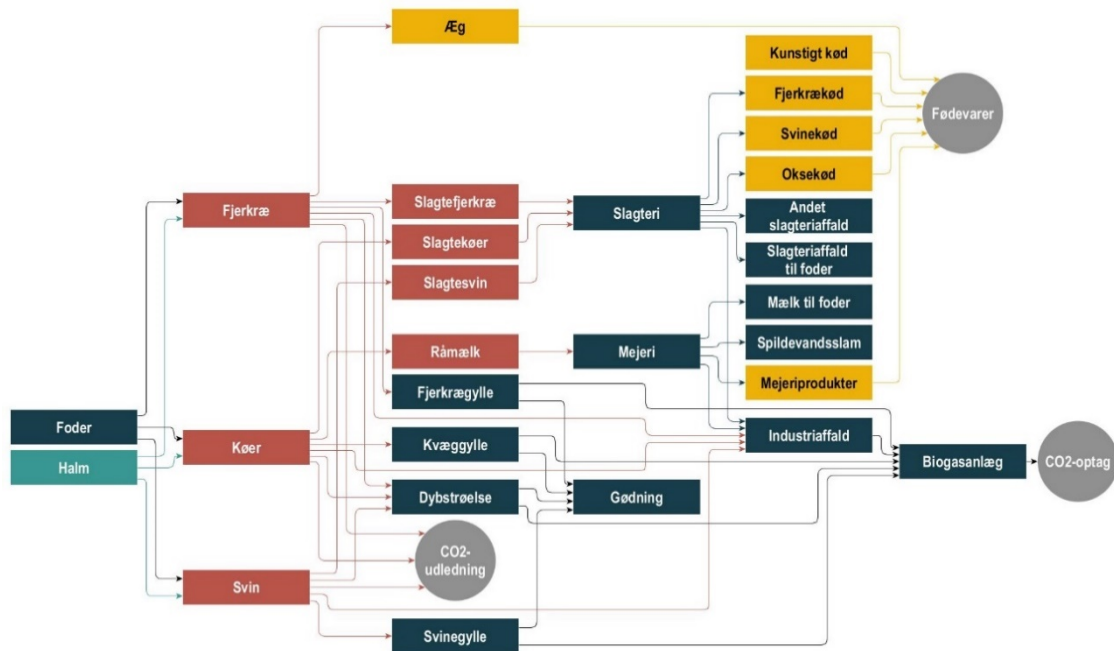 Æg
Kunstigt kød
Fjerkrækød
Fødevarer
Svinekød
Oksekød
Fjerkræ
Slagtefjerkræ
Slagteri
Andet
slagteriaffald
Slagtekøer
Slagteriaffald
til foder
Slagtesvin
Mælk til foder
Råmælk
Mejeri
Spildevandsslam
Fjerkrægylle
Mejeriprodukter
Foder
Køer
Kvæggylle
Industriaffald
Halm
Biogasanlæg
CO2-optag
Dybstrøelse
Gødning
CO2-
udledning
Svin
Svinegylle